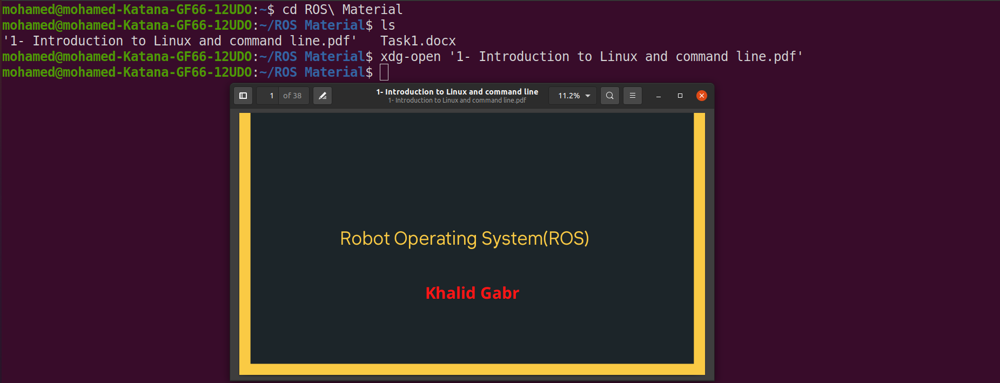 mohamed@mohamed-Katana-GF66-12UDO:~$ cd ROS\ Material
mohamed@mohamed-Katana-GF66-12UDO:~/ROS Material$ ls
'1- Introduction to Linux and command line.pdf'   Task1.docx
mohamed@mohamed-Katana-GF66-12UDO:~/ROS Material$ xdg-open '1- Introduction to Linux and command line.pdf'
mohamed@mohamed-Katana-GF66-12UDO:~/ROS Material$
1 of 38
1- Introduction to Linux and command line
1- Introduction to Linux and command line.pdf
11.2%
Robot Operating System(ROS)
Khalid Gabr